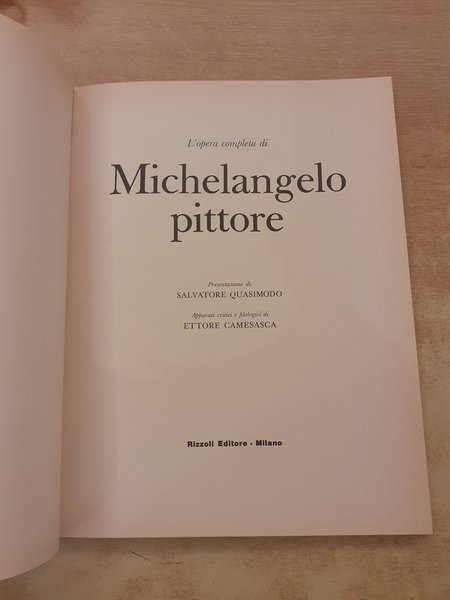 L'opera completa di
Michelangelo
pittore
Presentazione di
SALVATORE QUASIMODO
Apparati critici e filologici di
ETTORE CAMESASCA
Rizzoli Editore • Milano